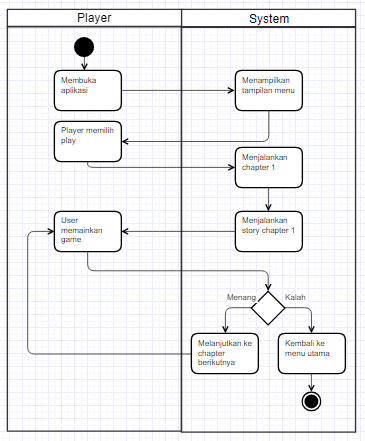 Player
System
Membuka
aplikasi
Menampilkan
tampilan menu
Player memilih
play
Menjalankan
chapter 1
User
memainkan
game
Menjalankan
story chapter 1
Menang
Kalah
Melanjutkan ke
chapter
berikutnya
Kembali ke
menu utama